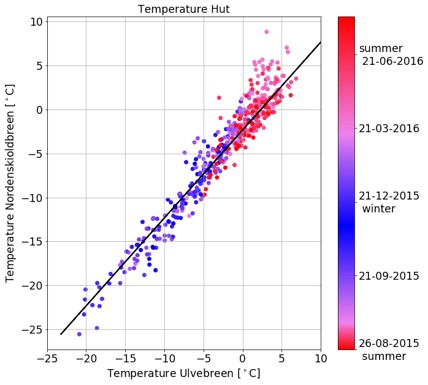 Temperature Hut
Temperature Nordenskioldbreen [°C]
10
5
0
−5
−10
−15
−20
−25
−25 −20 −15 −10 −5 0 5 10
Temperature Ulvebreen [°C]
summer
21-06-2016
21-03-2016
21-12-2015
winter
21-09-2015
26-08-2015
summer